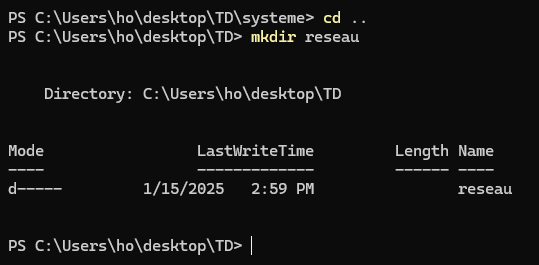 PS C:\Users\ho\desktop\TD\systeme> cd ..
PS C:\Users\ho\desktop\TD> mkdir reseau
Directory: C:\Users\ho\desktop\TD
Mode LastWriteTime Length Name
---- ------------- ------ ----
d----- 1/15/2025 2:59 PM reseau
PS C:\Users\ho\desktop\TD>